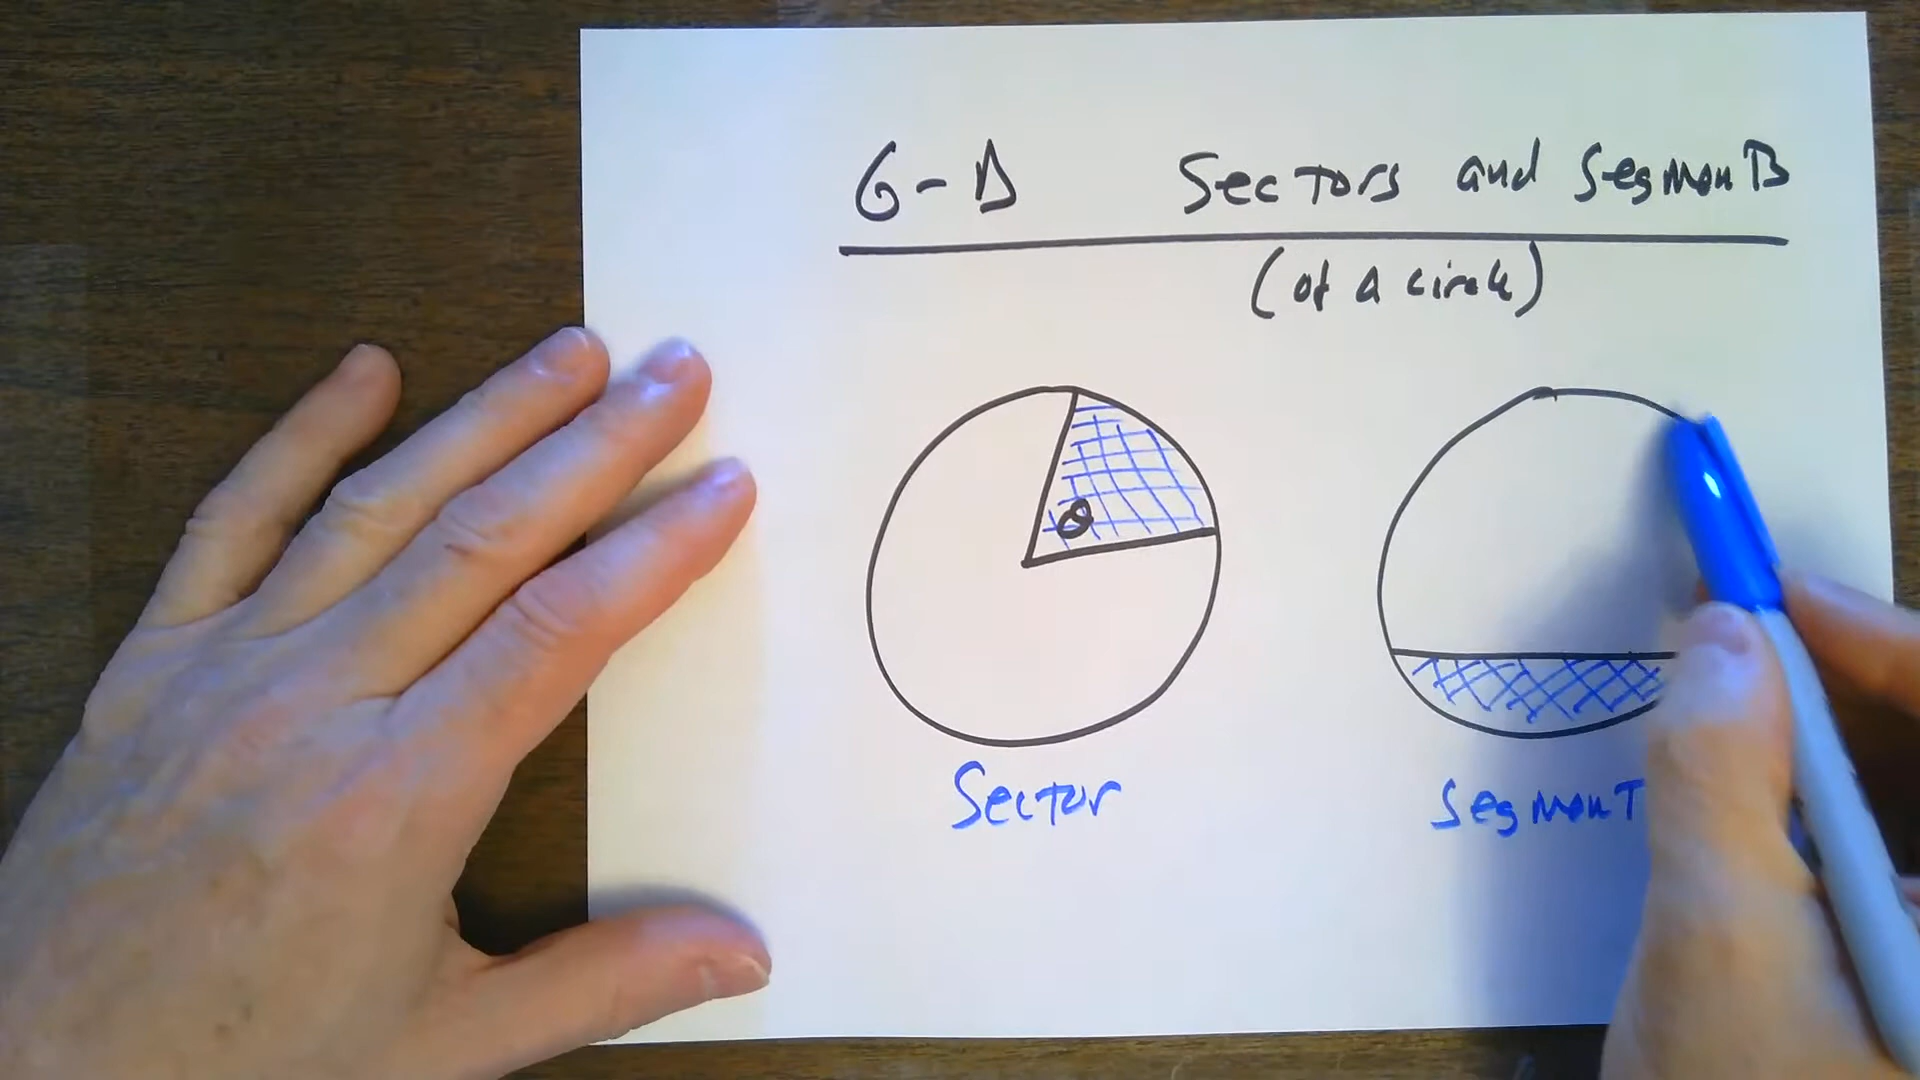 6-D Sectors and Segments
(of a circle)
θ
Sector Segment